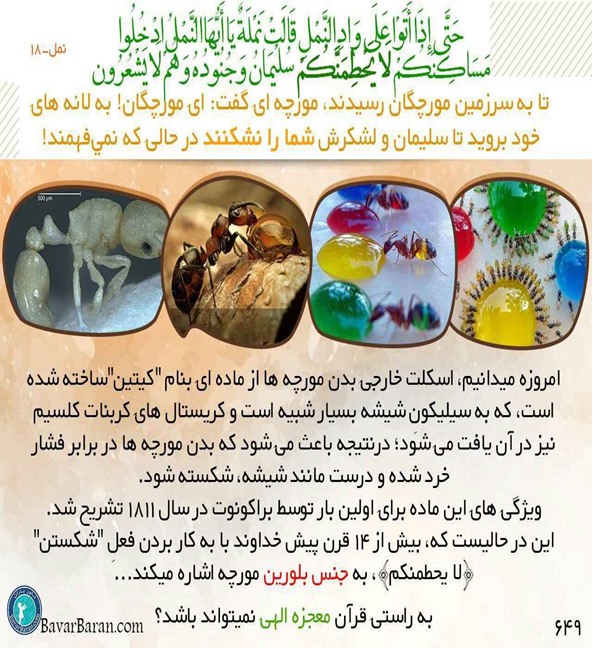 حَتَّى إِذَا أَتَوْا عَلَى وَادِ النَّمْلِ قَالَتْ نَمْلَةٌ يَا أَيُّهَا النَّمْلُ ادْخُلُوا
نمل-۱۸
مَسَاكِنَكُمْ لَا يَحْطِمَنَّكُمْ سُلَيْمَانُ وَجُنُودُهُ وَهُمْ لَا يَشْعُرُونَ
تا به سرزمین مورچگان رسیدند، مورچه ای گفت: ای مورچگان! به لانه های
خود بروید تا سلیمان و لشکرش شما را نشکنند در حالی که نمي‌فهمند!
500 µm
امروزه میدانیم، اسکلت خارجی بدن مورچه ها از ماده ای بنام "کیتین"ساخته شده
است، که به سیلیکون شیشه بسیار شبیه است و کریستال های کربنات کلسیم
نیز در آن یافت می‌شود؛ درنتیجه باعث می‌شود که بدن مورچه ها در برابر فشار
خرد شده و درست مانند شیشه، شکسته شود.
ویژگی های این ماده برای اولین بار توسط براکونوت در سال ۱۸۱۱ تشریح شد.
این در حالیست که، بیش از ۱۴ قرن پیش خداوند با به کار بردن فعلِ "شکستن"
﴿لا یحطمنکم﴾، به جنس بلورین مورچه اشاره میکند...
به راستی قرآن معجزه الهی نمیتواند باشد؟
BavarBaran.com
۶۴۹